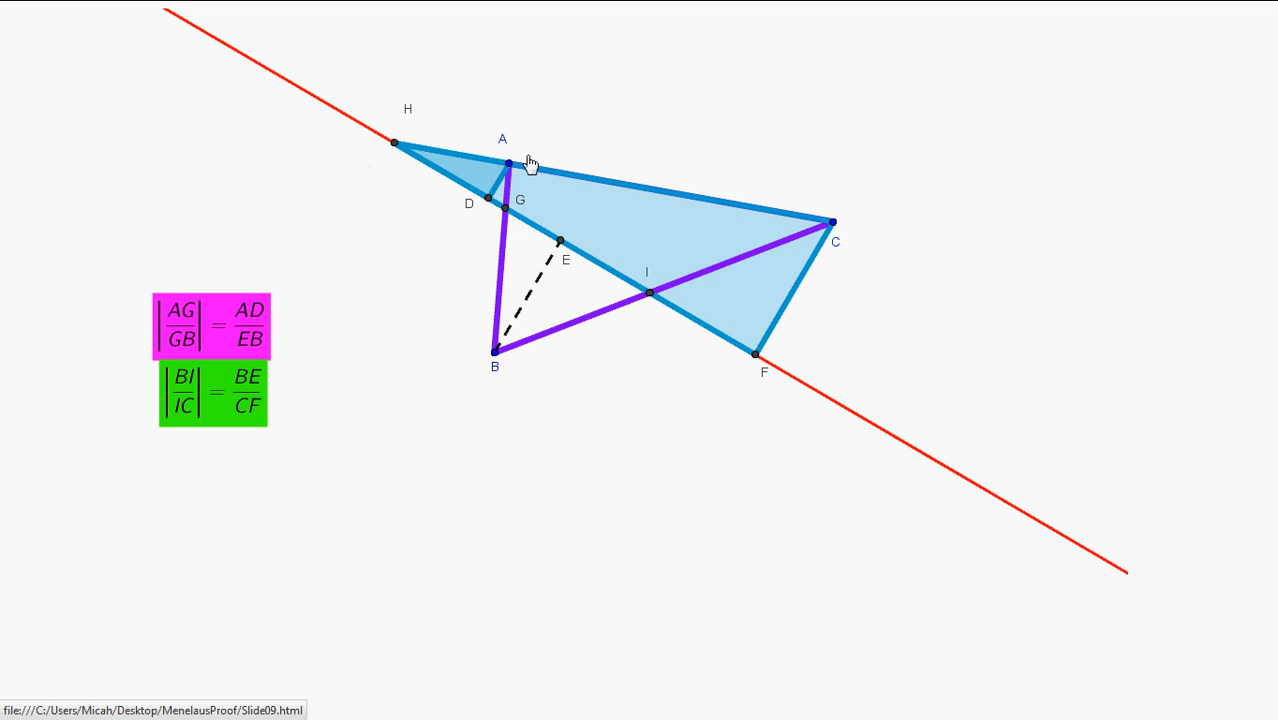 H
A
D
G
E
I
C
B
F
|AG/GB| = AD/EB
|BI/IC| = BE/CF
file:///C:/Users/Micah/Desktop/MenelausProof/Slide09.html